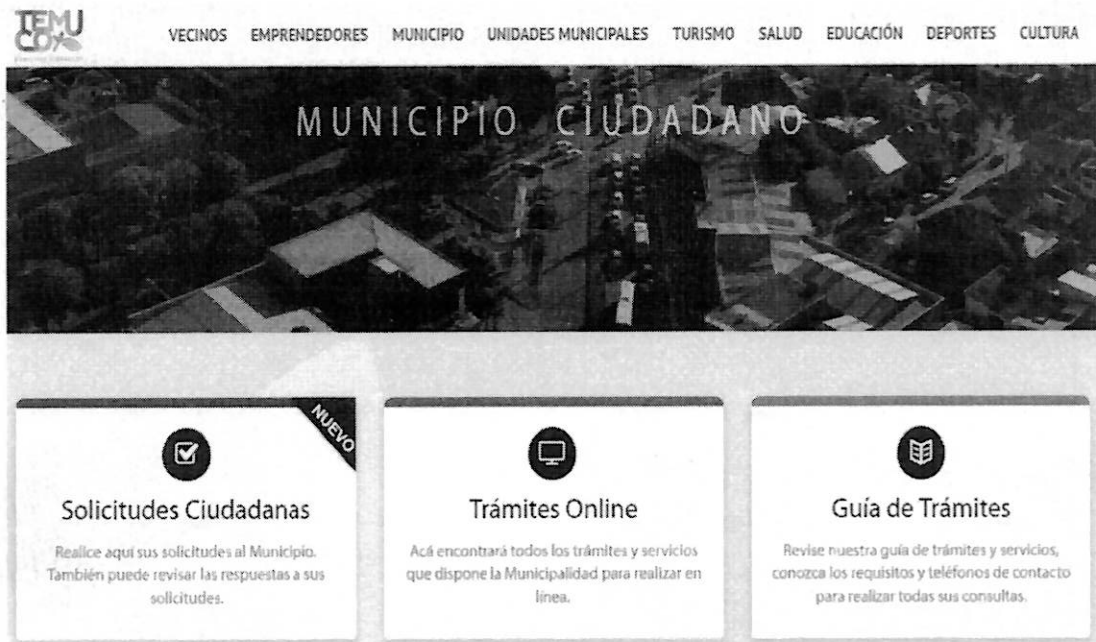 TEMU
CO
VECINOS EMPRENDEDORES MUNICIPIO UNIDADES MUNICIPALES TURISMO SALUD EDUCACIÓN DEPORTES CULTURA
MUNICIPIO CIUDADANO
NUEVO
Solicitudes Ciudadanas
Realice aquí sus solicitudes al Municipio.
También puede revisar las respuestas a sus
solicitudes.
Trámites Online
Acá encontrará todos los trámites y servicios
que dispone la Municipalidad para realizar en
línea.
Guía de Trámites
Revise nuestra guía de trámites y servicios,
conozca los requisitos y teléfonos de contacto
para realizar todas sus consultas.